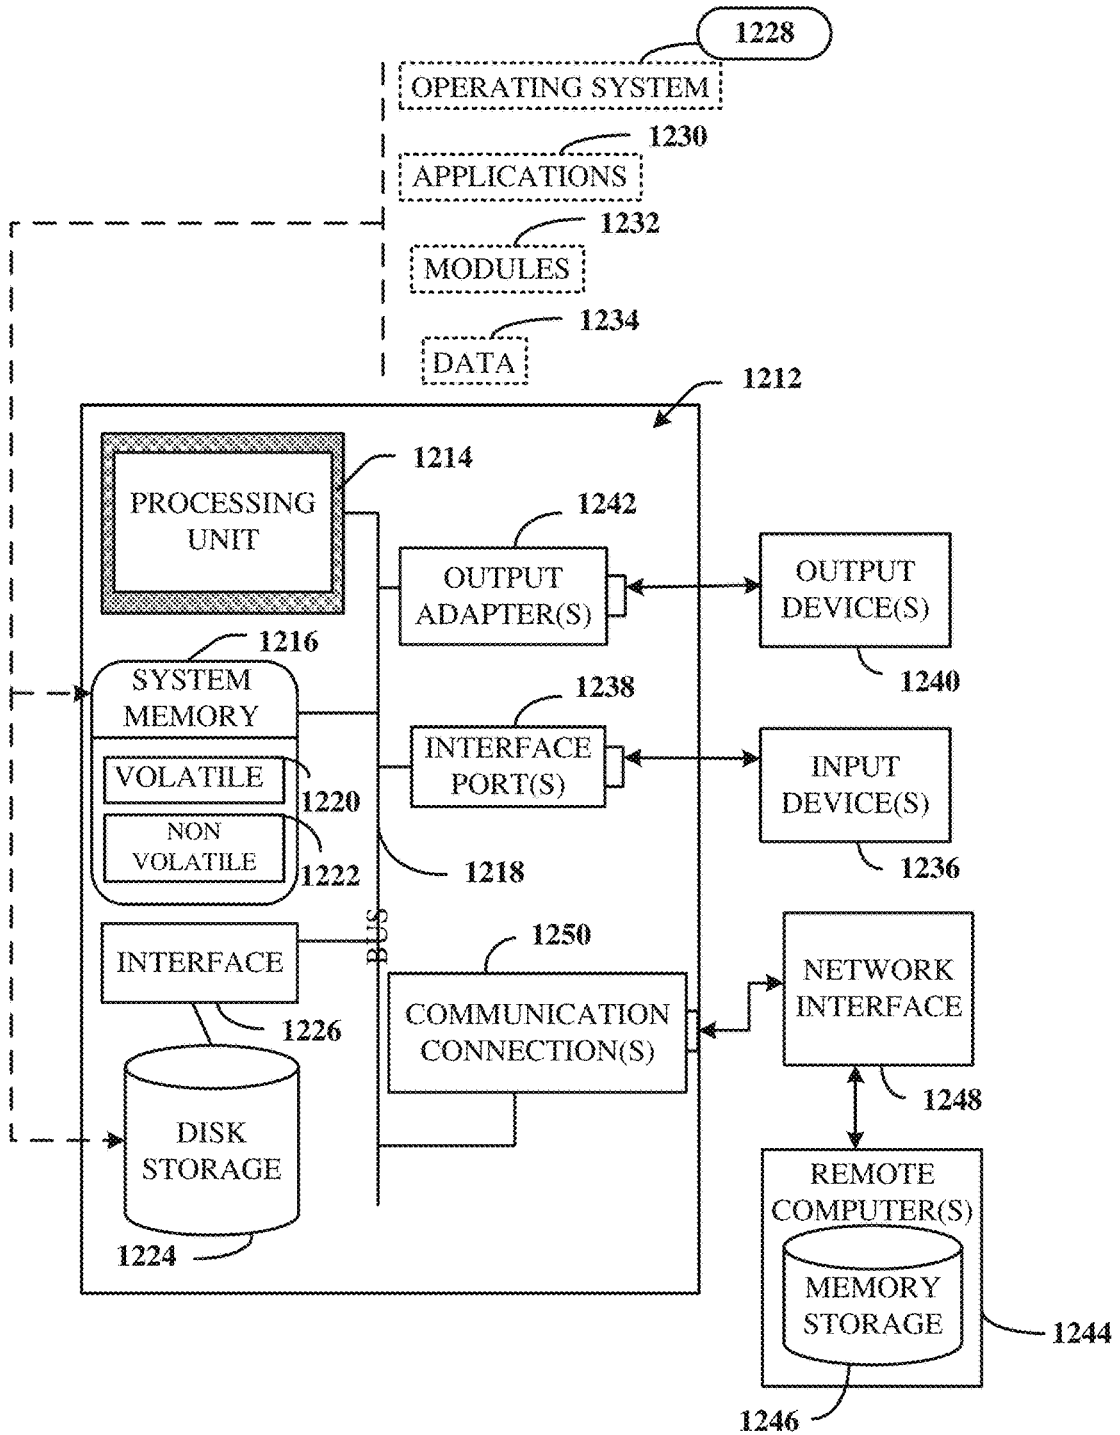 1228
OPERATING SYSTEM
1230
APPLICATIONS
1232
MODULES
1234
DATA
1212
1214
PROCESSING
UNIT
1242
OUTPUT
ADAPTER(S)
OUTPUT
DEVICE(S)
1240
1216
SYSTEM
MEMORY
1238
INTERFACE
PORT(S)
INPUT
DEVICE(S)
1236
VOLATILE
1220
NON
VOLATILE
1222
1218
BUS
INTERFACE
1226
1250
COMMUNICATION
CONNECTION(S)
NETWORK
INTERFACE
1248
DISK
STORAGE
1224
REMOTE
COMPUTER(S)
MEMORY
STORAGE
1244
1246